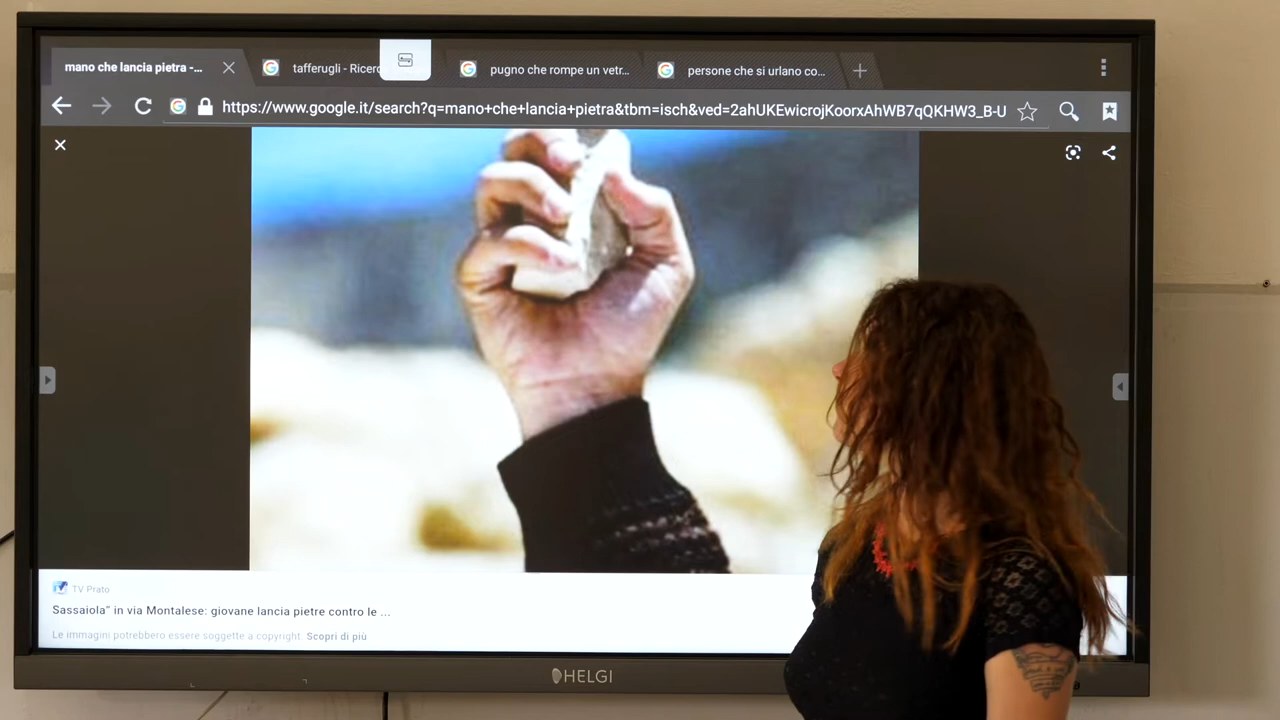 mano che lancia pietra -...
tafferugli - Ricerc
pugno che rompe un vetr...
persone che si urlano co...
https://www.google.it/search?q=mano+che+lancia+pietra&tbm=isch&ved=2ahUKEwicrojKoorxAhWB7qQKHW3_B-U
TV Prato
Sassaiola" in via Montalese: giovane lancia pietre contro le ...
Le immagini potrebbero essere soggette a copyright. Scopri di più
HELGI